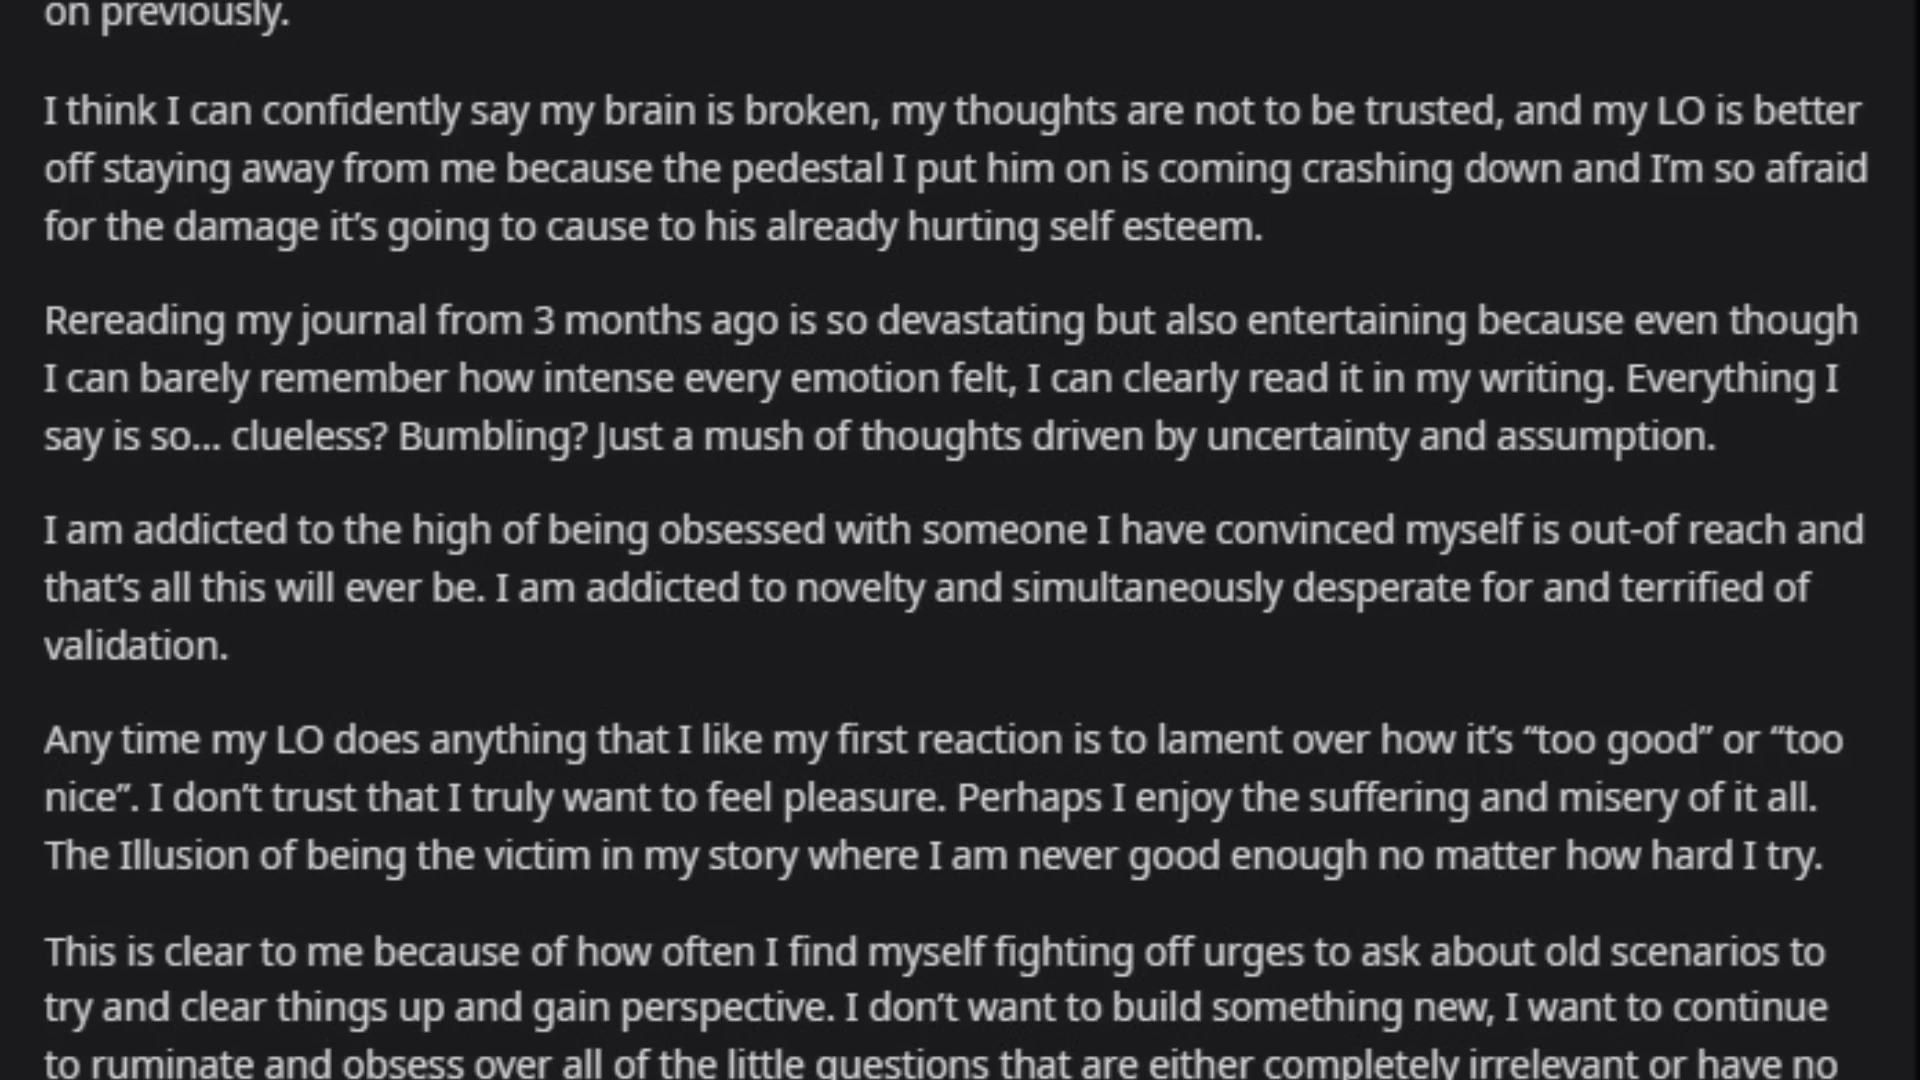 on previously.
I think I can confidently say my brain is broken, my thoughts are not to be trusted, and my LO is better
off staying away from me because the pedestal I put him on is coming crashing down and I’m so afraid
for the damage it’s going to cause to his already hurting self esteem.
Rereading my journal from 3 months ago is so devastating but also entertaining because even though
I can barely remember how intense every emotion felt, I can clearly read it in my writing. Everything I
say is so... clueless? Bumbling? Just a mush of thoughts driven by uncertainty and assumption.
I am addicted to the high of being obsessed with someone I have convinced myself is out-of reach and
that’s all this will ever be. I am addicted to novelty and simultaneously desperate for and terrified of
validation.
Any time my LO does anything that I like my first reaction is to lament over how it’s “too good” or “too
nice”. I don’t trust that I truly want to feel pleasure. Perhaps I enjoy the suffering and misery of it all.
The Illusion of being the victim in my story where I am never good enough no matter how hard I try.
This is clear to me because of how often I find myself fighting off urges to ask about old scenarios to
try and clear things up and gain perspective. I don’t want to build something new, I want to continue
to ruminate and obsess over all of the little questions that are either completely irrelevant or have no